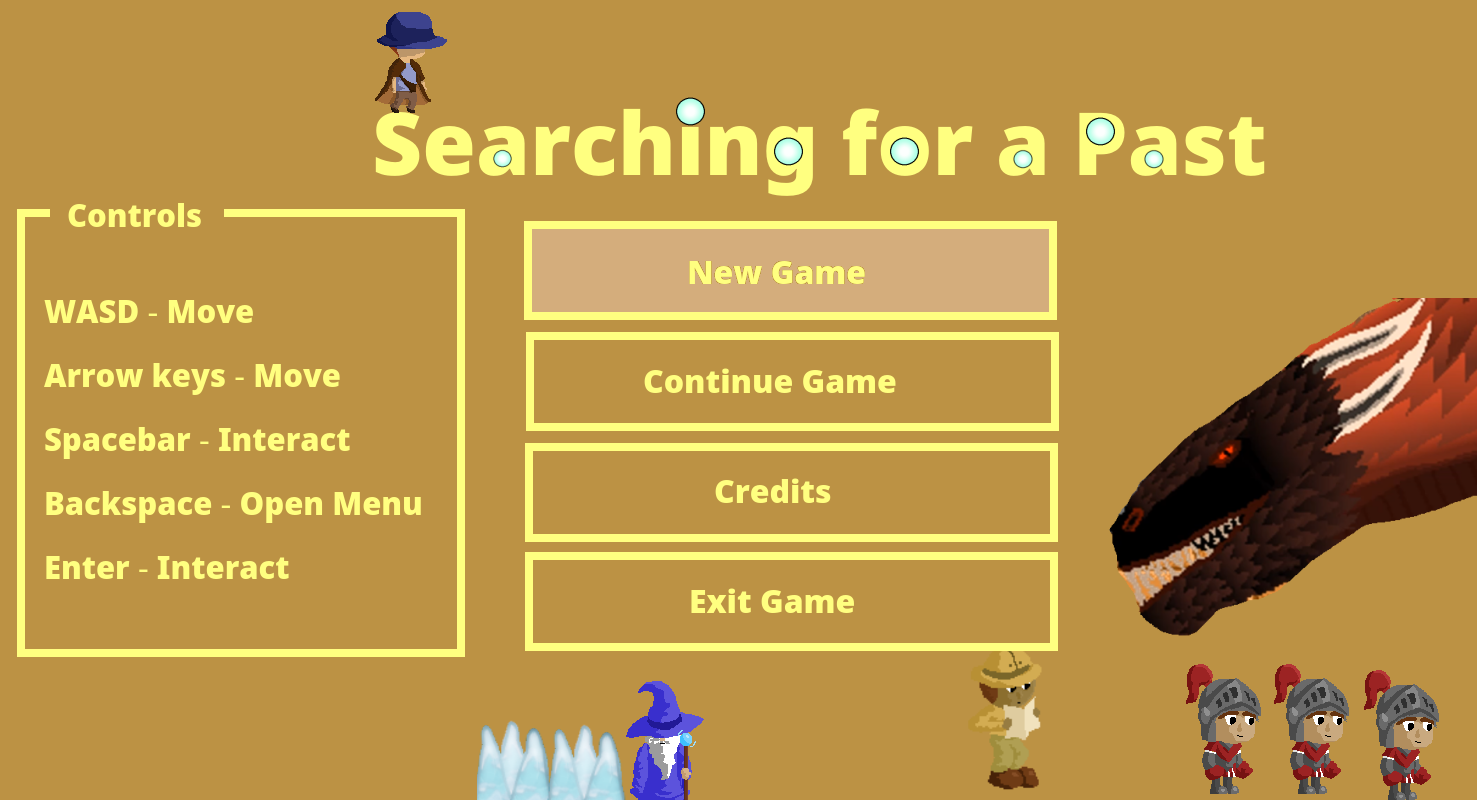 Searching for a Past
Controls
WASD - Move
Arrow keys - Move
Spacebar - Interact
Backspace - Open Menu
Enter - Interact
New Game
Continue Game
Credits
Exit Game